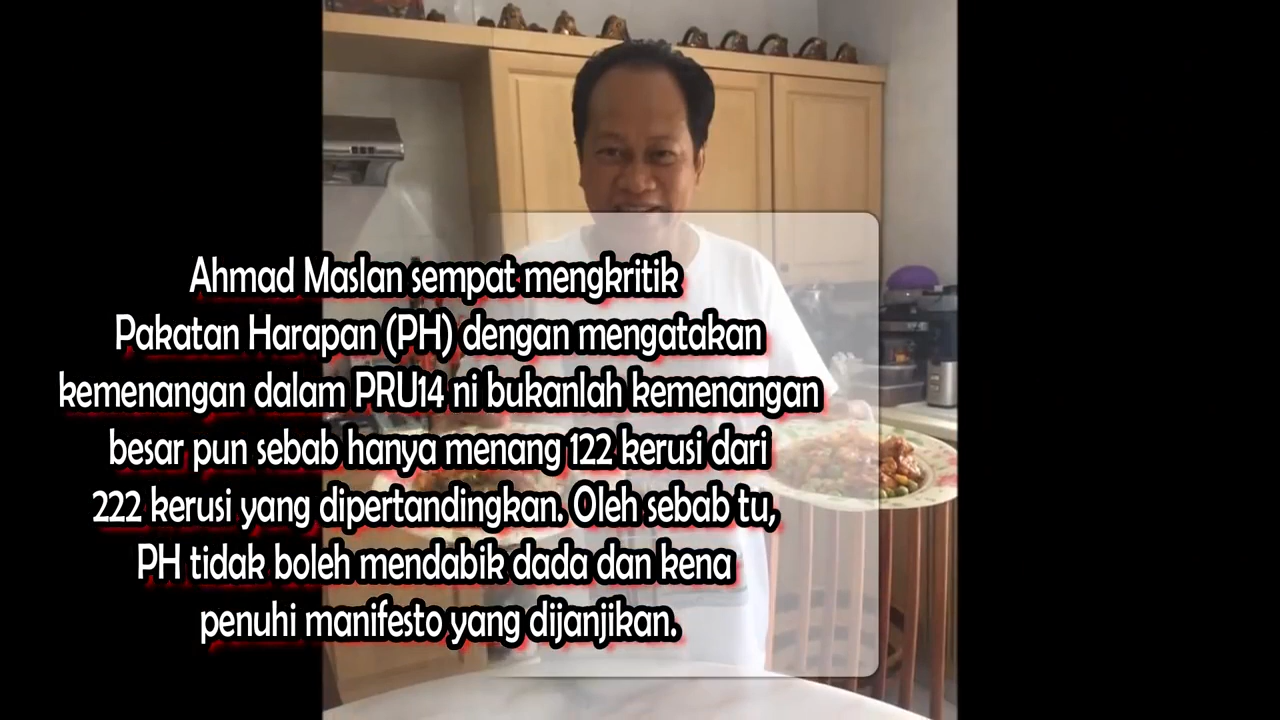 Ahmad Maslan sempat mengkritik
Pakatan Harapan (PH) dengan mengatakan
kemenangan dalam PRU14 ni bukanlah kemenangan
besar pun sebab hanya menang 122 kerusi dari
222 kerusi yang dipertandingkan. Oleh sebab tu,
PH tidak boleh mendabik dada dan kena
penuhi manifesto yang dijanjikan.